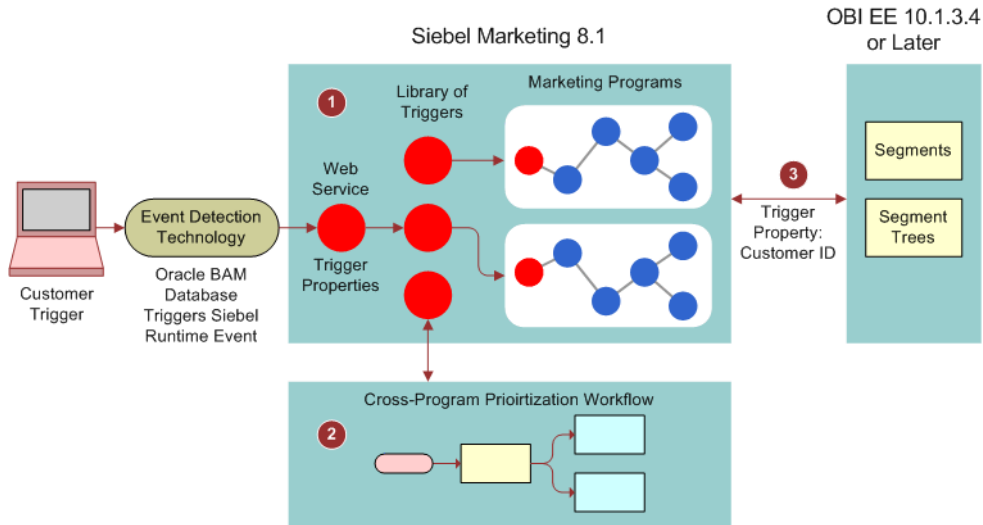 Siebel Marketing 8.1
OBI EE 10.1.3.4
or Later
1
Library of
Triggers
Marketing Programs
Web
Service
Trigger
Properties
Event Detection
Technology
Oracle BAM
Database
Triggers Siebel
Runtime Event
Customer
Trigger
3
Trigger
Property:
Customer ID
Segments
Segment
Trees
Cross-Program Prioirtization Workflow
2